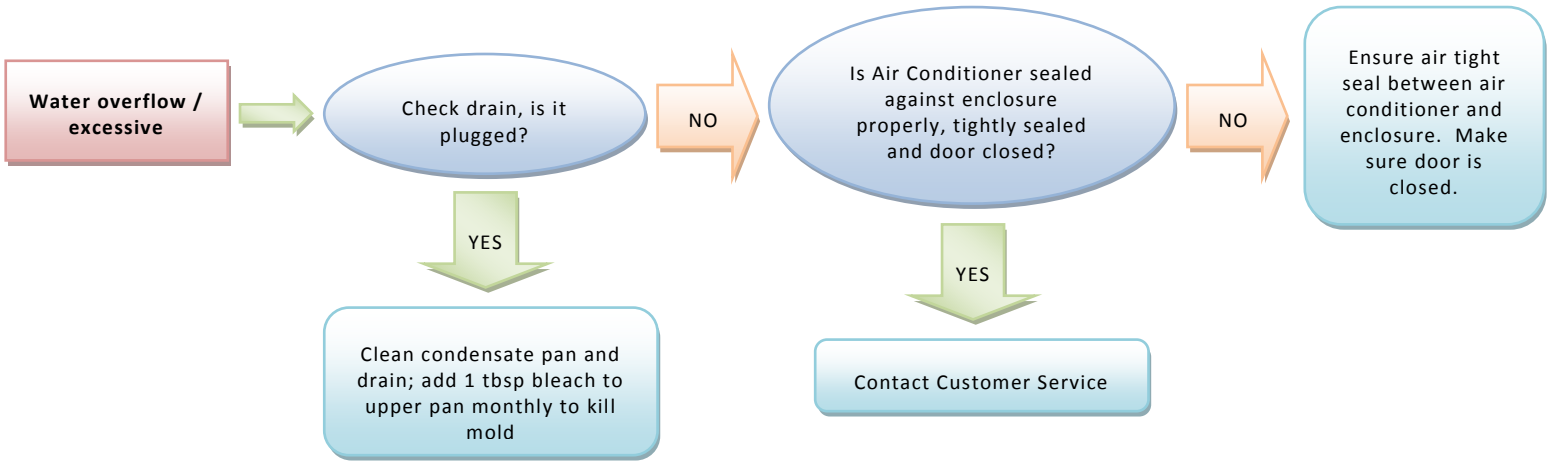 Water overflow /
excessive
Check drain, is it
plugged?
NO
Is Air Conditioner sealed
against enclosure
properly, tightly sealed
and door closed?
NO
Ensure air tight
seal between air
conditioner and
enclosure.  Make
sure door is
closed.
YES
YES
Clean condensate pan and
drain; add 1 tbsp bleach to
upper pan monthly to kill
mold
Contact Customer Service